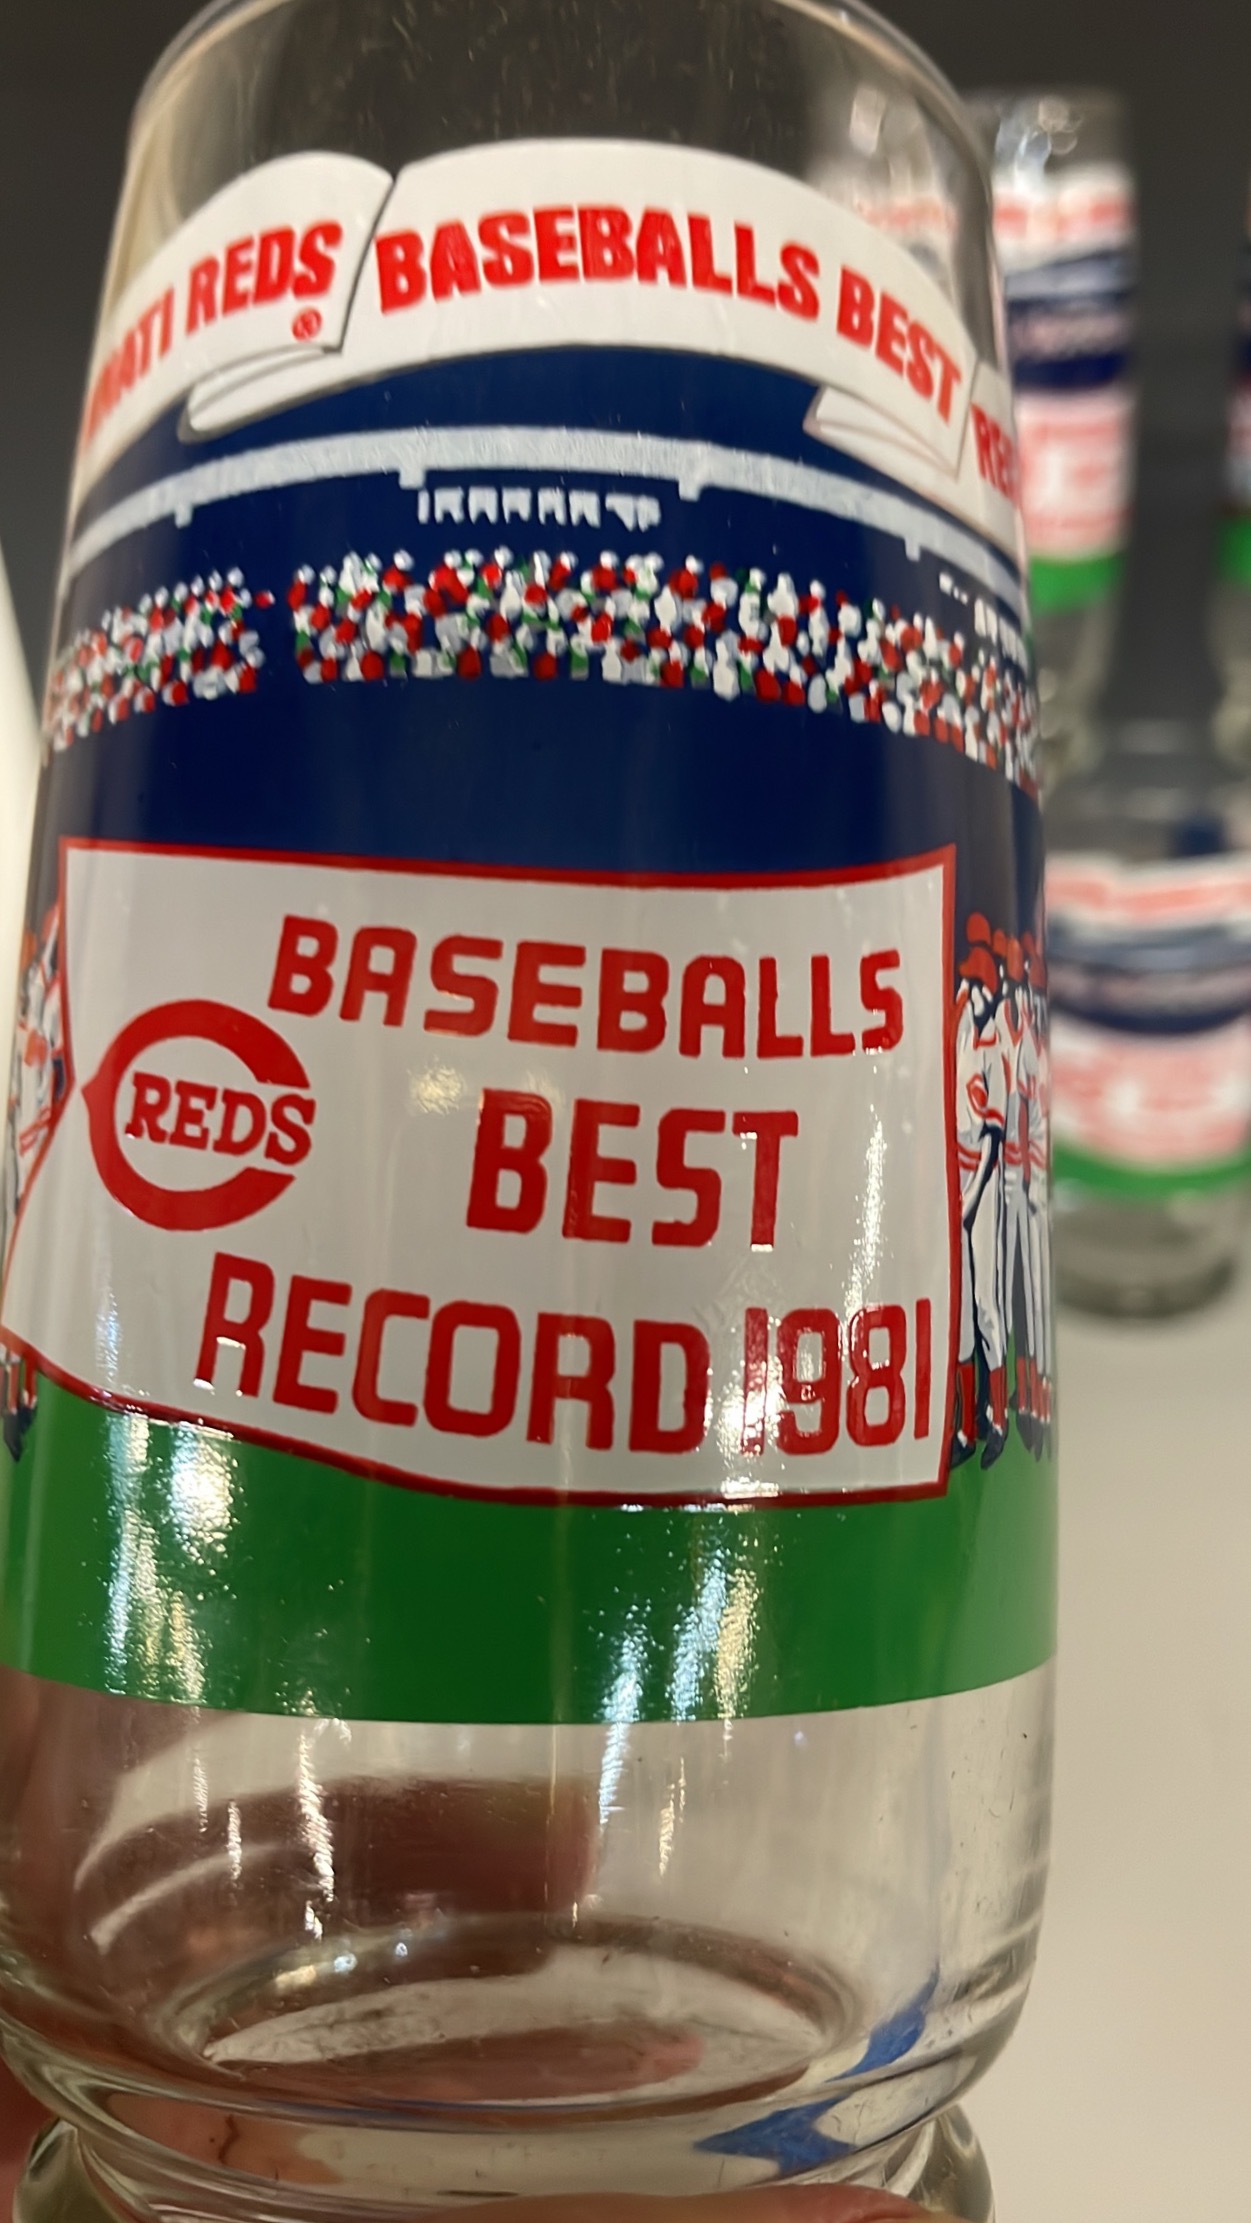 REDS
®
BASEBALLS BEST
BASEBALLS
REDS
BEST
RECORD 1981